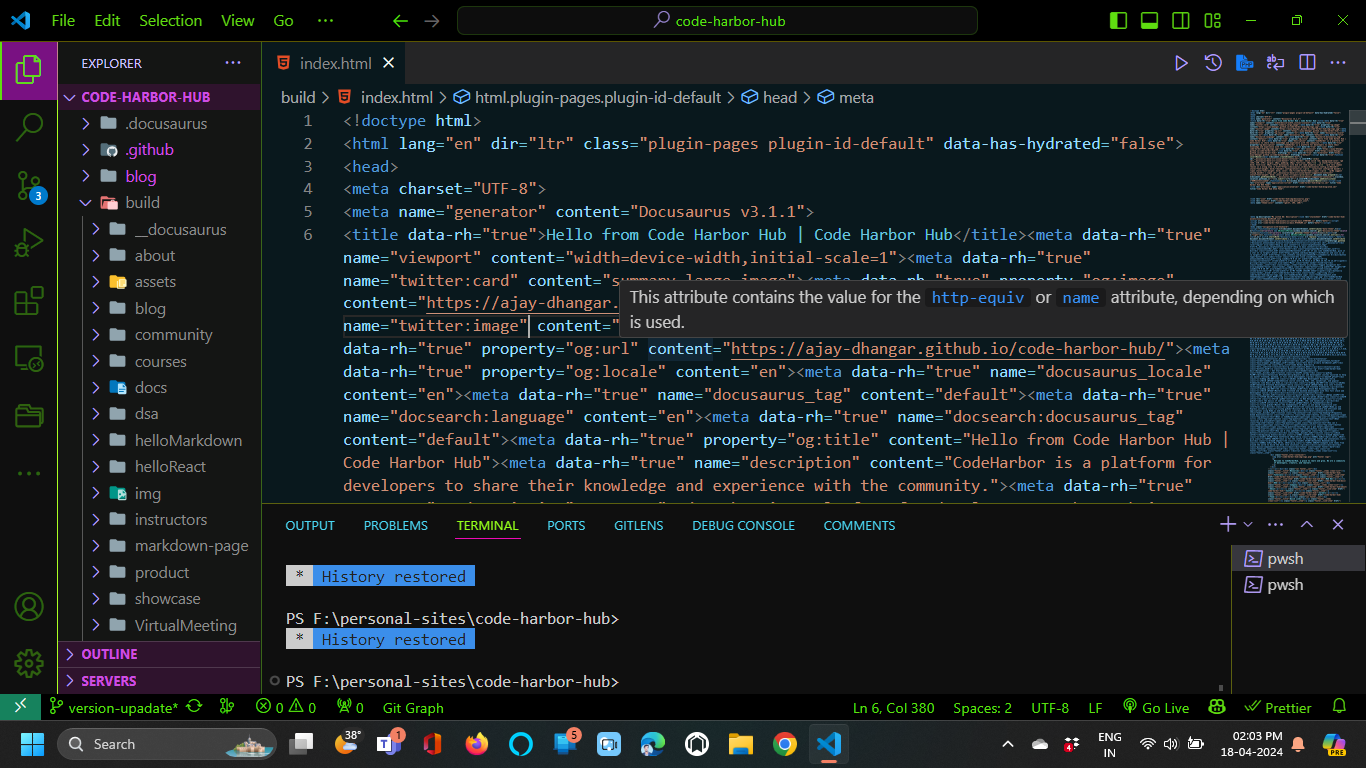 File Edit Selection View Go ··· code-harbor-hub
EXPLORER ···
CODE-HARBOR-HUB
.docusaurus
.github
blog
build
__docusaurus
about
assets
blog
community
courses
docs
dsa
helloMarkdown
helloReact
img
instructors
markdown-page
product
showcase
VirtualMeeting
OUTLINE
SERVERS
index.html
build > index.html > html.plugin-pages.plugin-id-default > head > meta
1 <!doctype html>
2 <html lang="en" dir="ltr" class="plugin-pages plugin-id-default" data-has-hydrated="false">
3 <head>
4 <meta charset="UTF-8">
5 <meta name="generator" content="Docusaurus v3.1.1">
6 <title data-rh="true">Hello from Code Harbor Hub | Code Harbor Hub</title><meta data-rh="true"
name="viewport" content="width=device-width,initial-scale=1"><meta data-rh="true"
name="twitter:card" content="summary_large_image"><meta data-rh="true" property="og:image"
content="https://ajay-dhangar.
name="twitter:image" content="
This attribute contains the value for the http-equiv or name attribute, depending on which
is used.
data-rh="true" property="og:url" content="https://ajay-dhangar.github.io/code-harbor-hub/"><meta
data-rh="true" property="og:locale" content="en"><meta data-rh="true" name="docusaurus_locale"
content="en"><meta data-rh="true" name="docusaurus_tag" content="default"><meta data-rh="true"
name="docsearch:language" content="en"><meta data-rh="true" name="docsearch:docusaurus_tag"
content="default"><meta data-rh="true" property="og:title" content="Hello from Code Harbor Hub |
Code Harbor Hub"><meta data-rh="true" name="description" content="CodeHarbor is a platform for
developers to share their knowledge and experience with the community."><meta data-rh="true"
OUTPUT PROBLEMS TERMINAL PORTS GITLENS DEBUG CONSOLE COMMENTS
* History restored
PS F:\personal-sites\code-harbor-hub>
* History restored
PS F:\personal-sites\code-harbor-hub>
pwsh
pwsh
3
version-upadate* 0 0 0 Git Graph Ln 6, Col 380 Spaces: 2 UTF-8 LF Go Live Prettier
Search 38° 1 5 ENG
IN
02:03 PM
18-04-2024
PRE